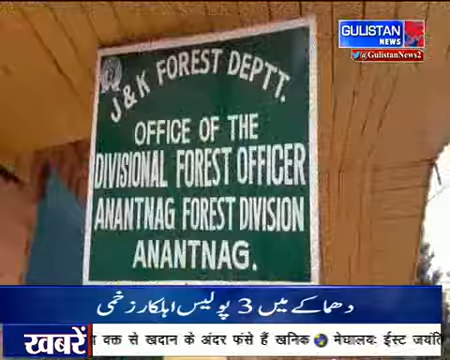 GULISTAN
NEWS
@GulistanNews2
J&K FOREST DEPTT.
OFFICE OF THE
DIVISIONAL FOREST OFFICER
ANANTNAG FOREST DIVISION
ANANTNAG.
دھماکے میں 3 پولیس اہلکار زخمی
खबरें
वक्त से खदान के अंदर फंसे हैं खनिक मेघालयः ईस्ट जयंति